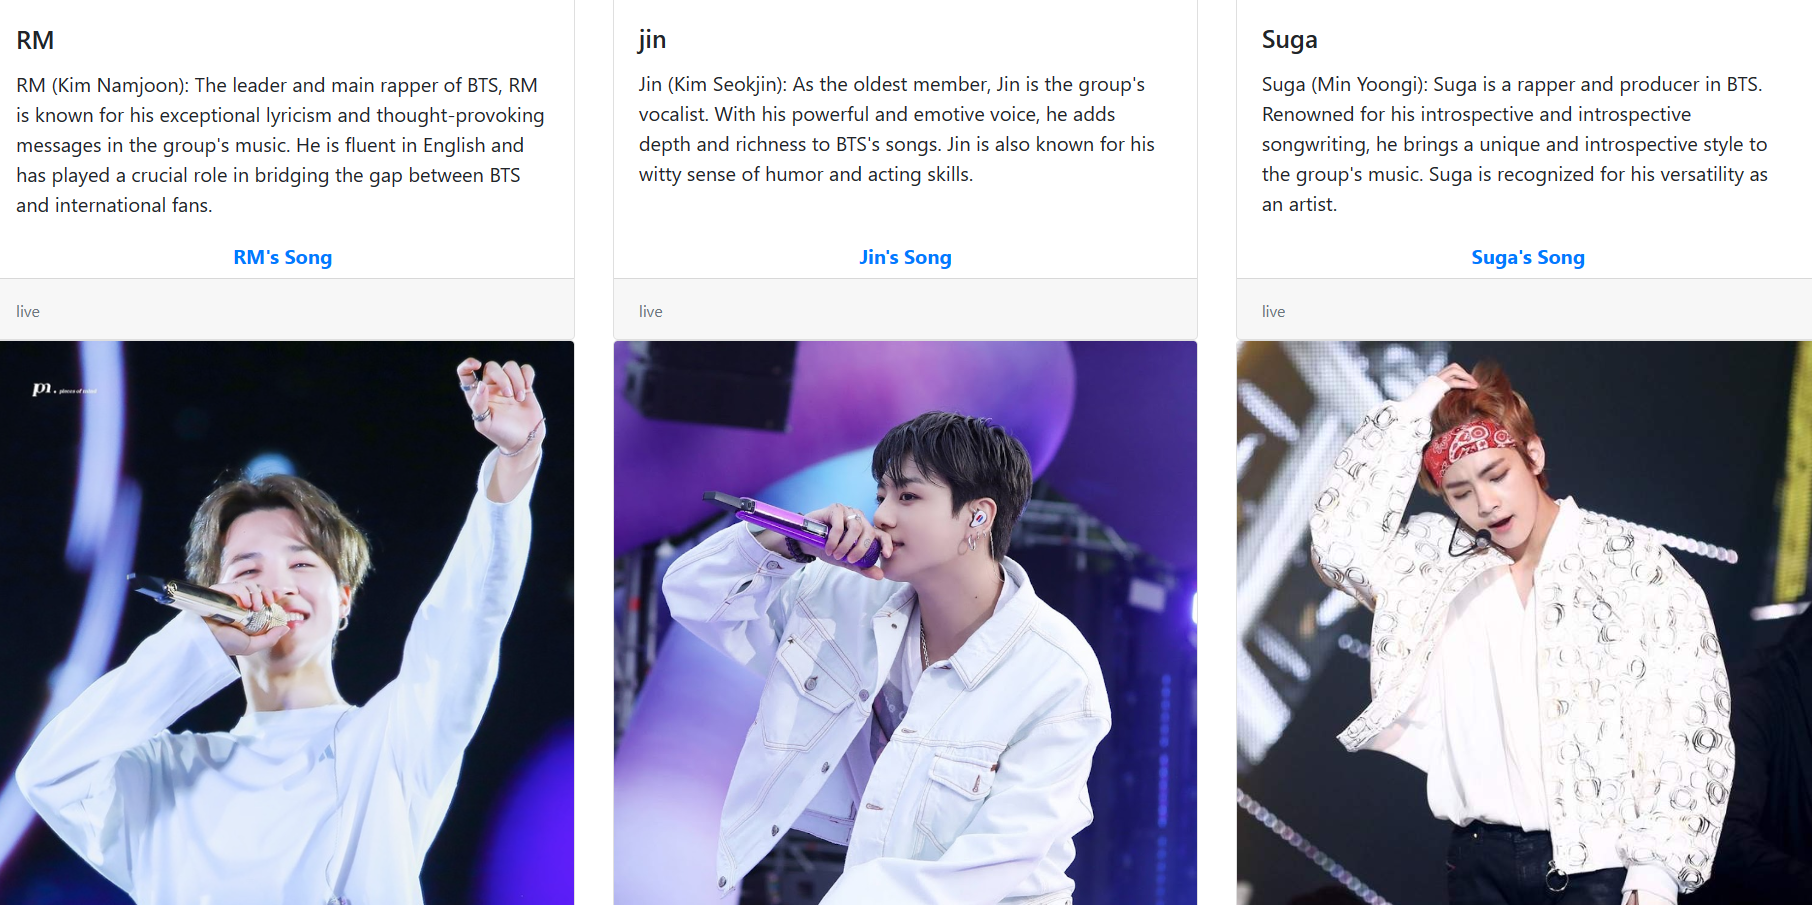 RM
RM (Kim Namjoon): The leader and main rapper of BTS, RM
is known for his exceptional lyricism and thought-provoking
messages in the group's music. He is fluent in English and
has played a crucial role in bridging the gap between BTS
and international fans.
RM's Song
live
jin
Jin (Kim Seokjin): As the oldest member, Jin is the group's
vocalist. With his powerful and emotive voice, he adds
depth and richness to BTS's songs. Jin is also known for his
witty sense of humor and acting skills.
Jin's Song
live
Suga
Suga (Min Yoongi): Suga is a rapper and producer in BTS.
Renowned for his introspective and introspective
songwriting, he brings a unique and introspective style to
the group's music. Suga is recognized for his versatility as
an artist.
Suga's Song
live
pm. pieces of mind